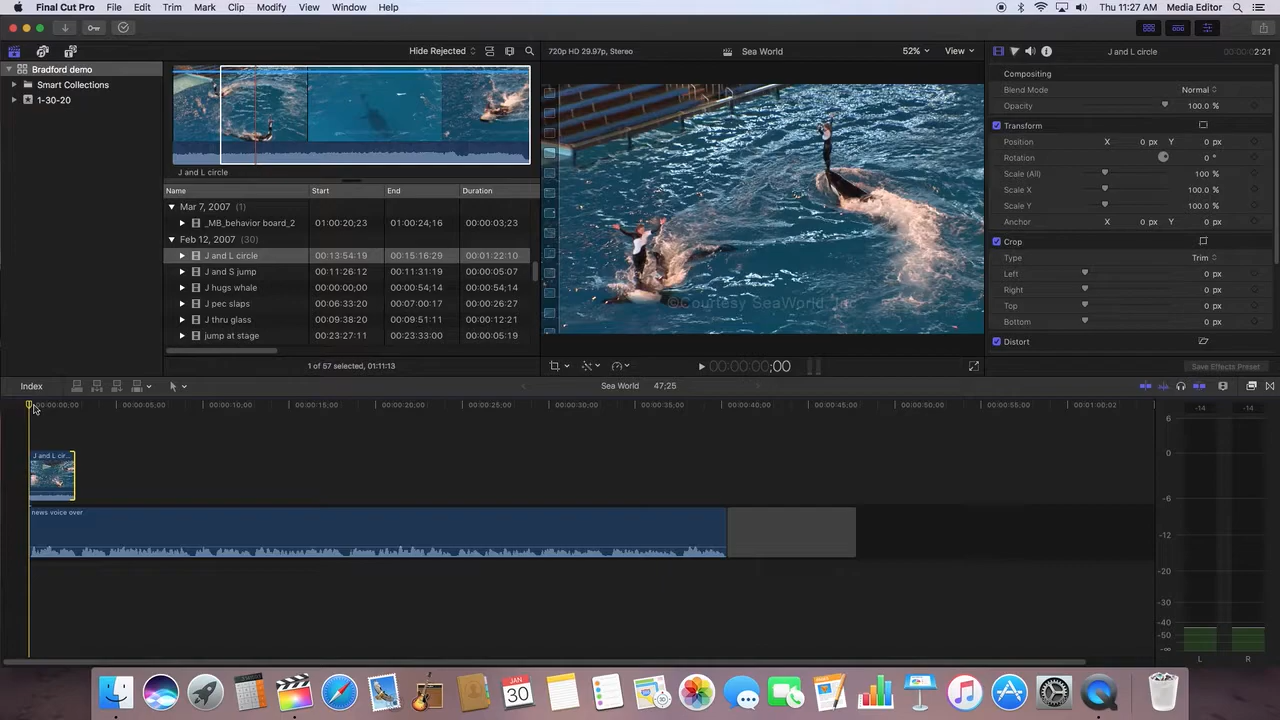 Final Cut Pro File Edit Trim Mark Clip Modify View Window Help Thu 11:27 AM Media Editor
Hide Rejected 720p HD 29.97p, Stereo Sea World 52% View J and L circle 0:00:02:21
Bradford demo
Smart Collections
1-30-20
J and L circle
Name Start End Duration
Mar 7, 2007 (1)
_MB_behavior board_2 01:00:20;23 01:00:24;16 00:00:03;23
Feb 12, 2007 (30)
J and L circle 00:13:54:19 00:15:16:29 00:01:22:10
J and S jump 00:11:26:12 00:11:31:19 00:00:05:07
J hugs whale 00:00:00;00 00:00:54;14 00:00:54;14
J pec slaps 00:06:33:20 00:07:00:17 00:00:26:27
J thru glass 00:09:38:20 00:09:51:11 00:00:12:21
jump at stage 00:23:27:11 00:23:33:00 00:00:05:19
1 of 57 selected, 01:11:13
©Courtesy SeaWorld, Inc
00:00:00;00
Compositing
Blend Mode Normal
Opacity 100.0 %
Transform
Position X 0 px Y 0 px
Rotation 0 °
Scale (All) 100 %
Scale X 100.0 %
Scale Y 100.0 %
Anchor X 0 px Y 0 px
Crop
Type Trim
Left 0 px
Right 0 px
Top 0 px
Bottom 0 px
Distort
Save Effects Preset
Index Sea World 47;25
00:00:00;00 00:00:05;00 00:00:10;00 00:00:15;00 00:00:20;00 00:00:25;00 00:00:30;00 00:00:35;00 00:00:40;00 00:00:45;00 00:00:50;00 00:00:55;00 00:01:00;02
J and L cir...
news voice over
-14 -14
6
0
-6
-12
-20
-30
-40
-50
-∞
L R
JAN
30